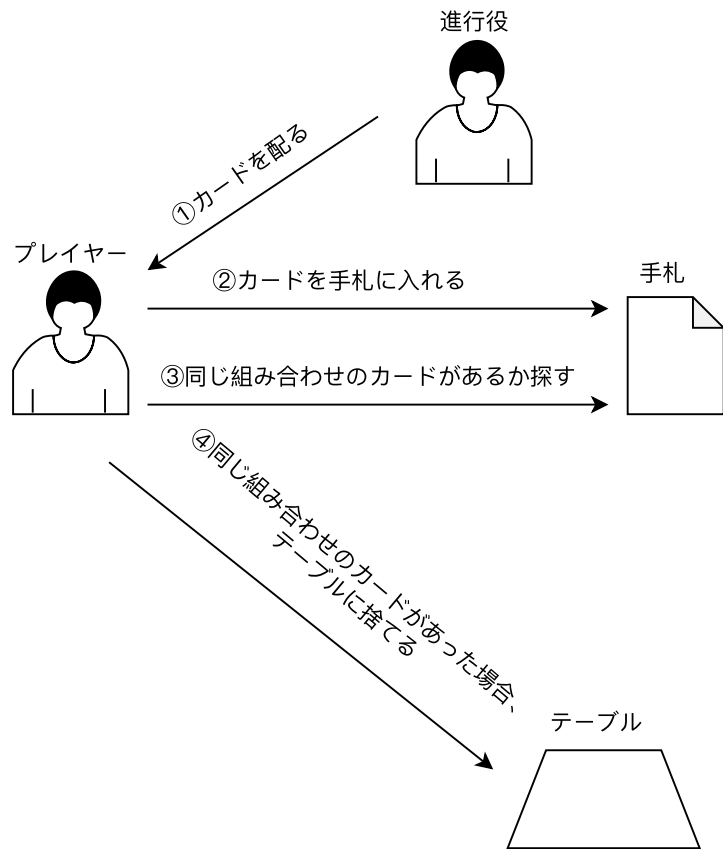 進行役
①カードを配る
プレイヤー
②カードを手札に入れる
手札
③同じ組み合わせのカードがあるか探す
④同じ組み合わせのカードがあった場合、
テーブルに捨てる
テーブル